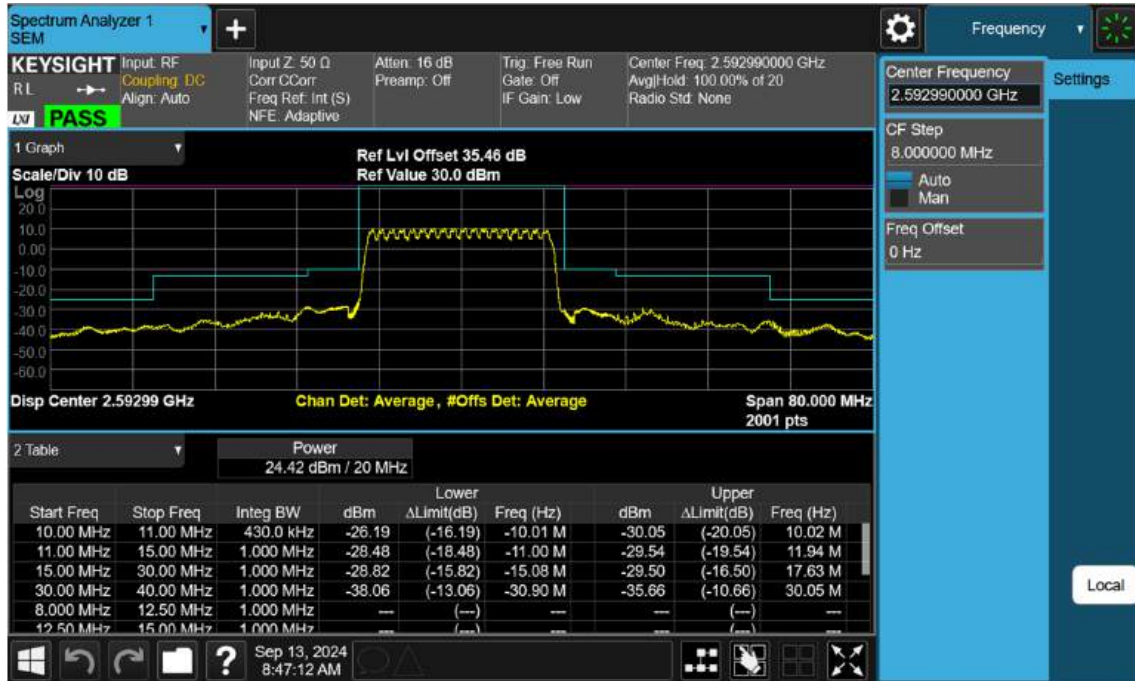 Spectrum Analyzer 1
SEM
Frequency
KEYSIGHT
R L
LXI
PASS
Input: RF
Coupling: DC
Align: Auto
Input Z: 50 Ω
Corr CCorr
Freq Ref: Int (S)
NFE: Adaptive
Atten: 16 dB
Preamp: Off
Trig: Free Run
Gate: Off
IF Gain: Low
Center Freq: 2.592990000 GHz
Avg|Hold: 100.00% of 20
Radio Std: None
Center Frequency
2.592990000 GHz
Settings
CF Step
8.000000 MHz
Auto
Man
Freq Offset
0 Hz
Local
1 Graph
Ref Lvl Offset 35.46 dB
Scale/Div 10 dB
Ref Value 30.0 dBm
Log
20.0
10.0
0.00
-10.0
-20.0
-30.0
-40.0
-50.0
-60.0
Disp Center 2.59299 GHz
Chan Det: Average, #Offs Det: Average
Span 80.000 MHz
2001 pts
2 Table
Power
24.42 dBm / 20 MHz
Lower Upper
Start Freq Stop Freq Integ BW dBm ΔLimit(dB) Freq (Hz) dBm ΔLimit(dB) Freq (Hz)
10.00 MHz 11.00 MHz 430.0 kHz -26.19 (-16.19) -10.01 M -30.05 (-20.05) 10.02 M
11.00 MHz 15.00 MHz 1.000 MHz -28.48 (-18.48) -11.00 M -29.54 (-19.54) 11.94 M
15.00 MHz 30.00 MHz 1.000 MHz -28.82 (-15.82) -15.08 M -29.50 (-16.50) 17.63 M
30.00 MHz 40.00 MHz 1.000 MHz -38.06 (-13.06) -30.90 M -35.66 (-10.66) 30.05 M
8.000 MHz 12.50 MHz 1.000 MHz --- (---) --- --- (---) ---
12.50 MHz 15.00 MHz 1.000 MHz --- (---) --- --- (---) ---
?
Sep 13, 2024
8:47:12 AM